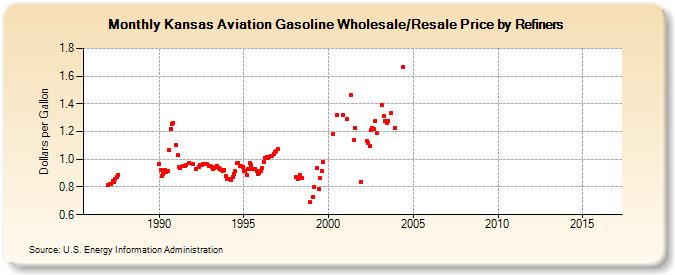 Monthly Kansas Aviation Gasoline Wholesale/Resale Price by Refiners
Dollars per Gallon
1.8
1.6
1.4
1.2
1.0
0.8
0.6
1990 1995 2000 2005 2010 2015
Source: U.S. Energy Information Administration